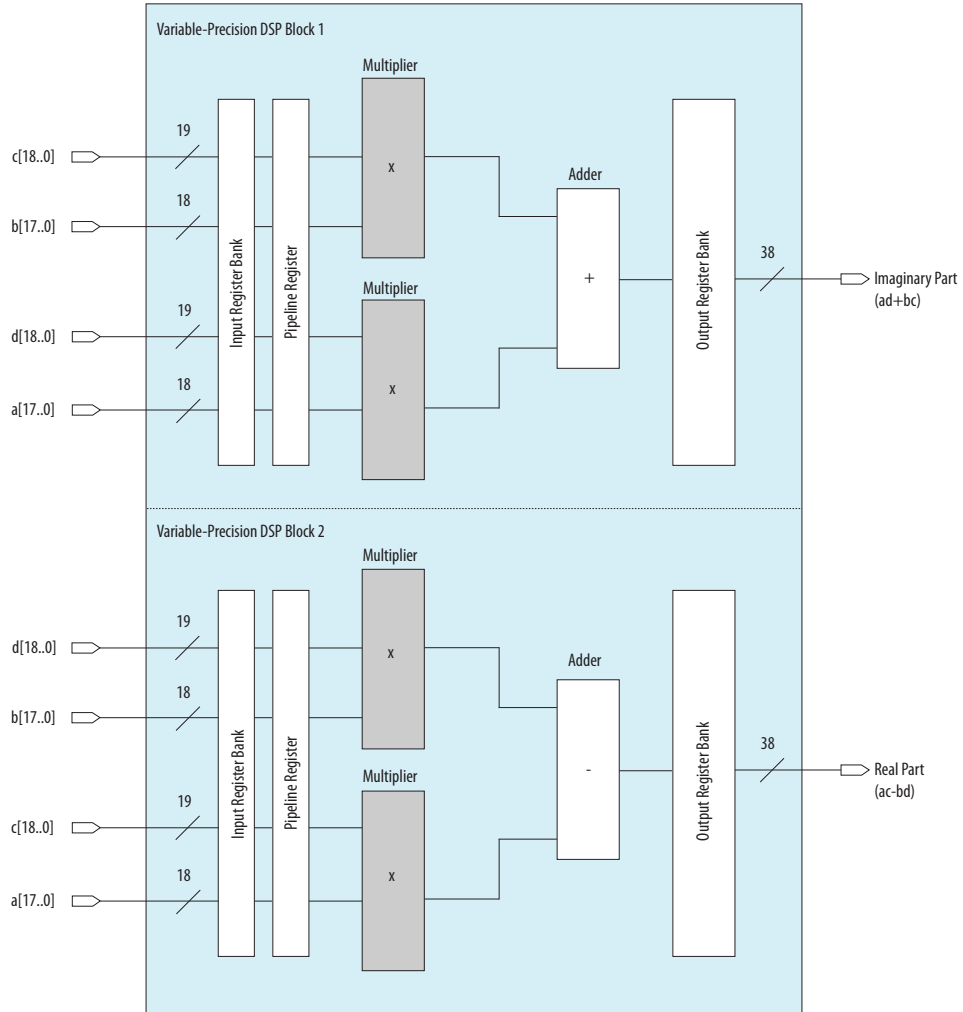 Variable-Precision DSP Block 1
Multiplier
19
c[18..0]
x
Adder
18
b[17..0]
Input Register Bank
Pipeline Register
Output Register Bank
38
+
Imaginary Part
(ad+bc)
Multiplier
19
d[18..0]
18
x
a[17..0]
Variable-Precision DSP Block 2
Multiplier
19
d[18..0]
x
Adder
18
b[17..0]
Input Register Bank
Pipeline Register
Output Register Bank
38
-
Real Part
(ac-bd)
Multiplier
19
c[18..0]
18
x
a[17..0]